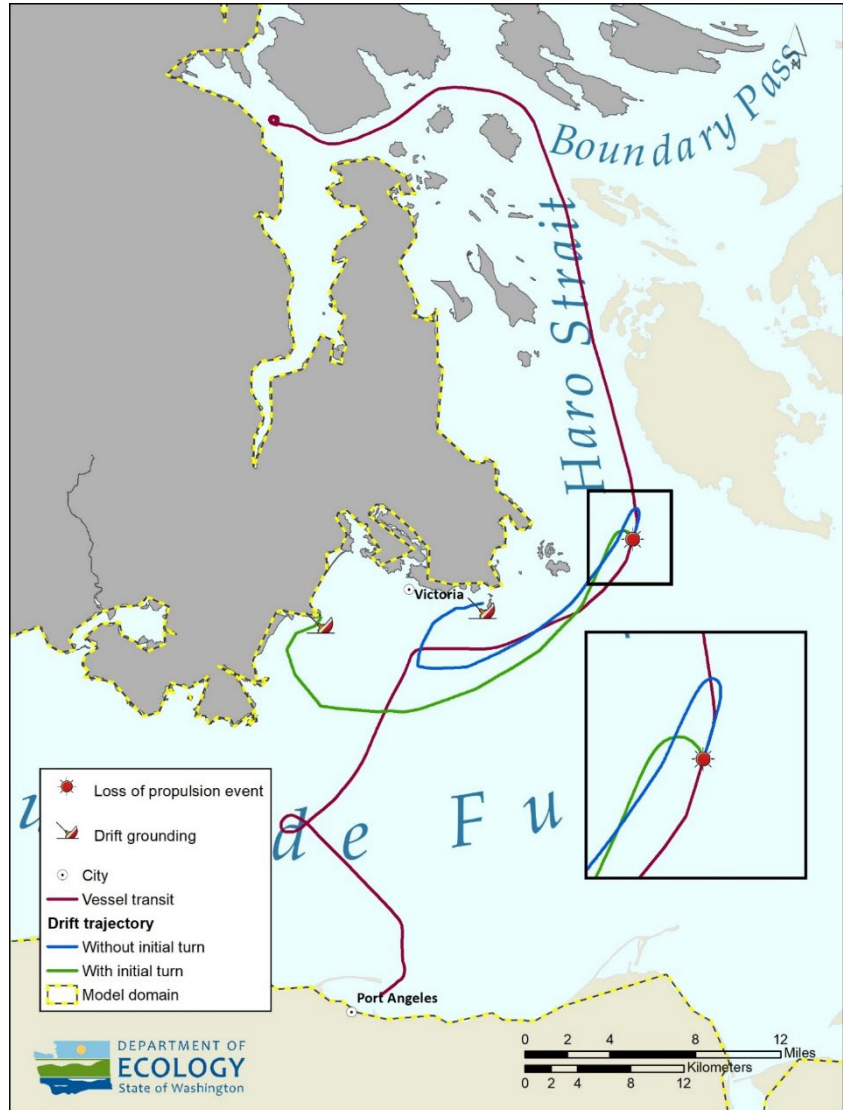 Boundary Pass
N
Haro Strait
Victoria
u
de Fu
Loss of propulsion event
Drift grounding
City
Vessel transit
Drift trajectory
Without initial turn
With initial turn
Model domain
Port Angeles
DEPARTMENT OF
ECOLOGY
State of Washington
0 2 4 8 12
Miles
Kilometers
0 2 4 8 12